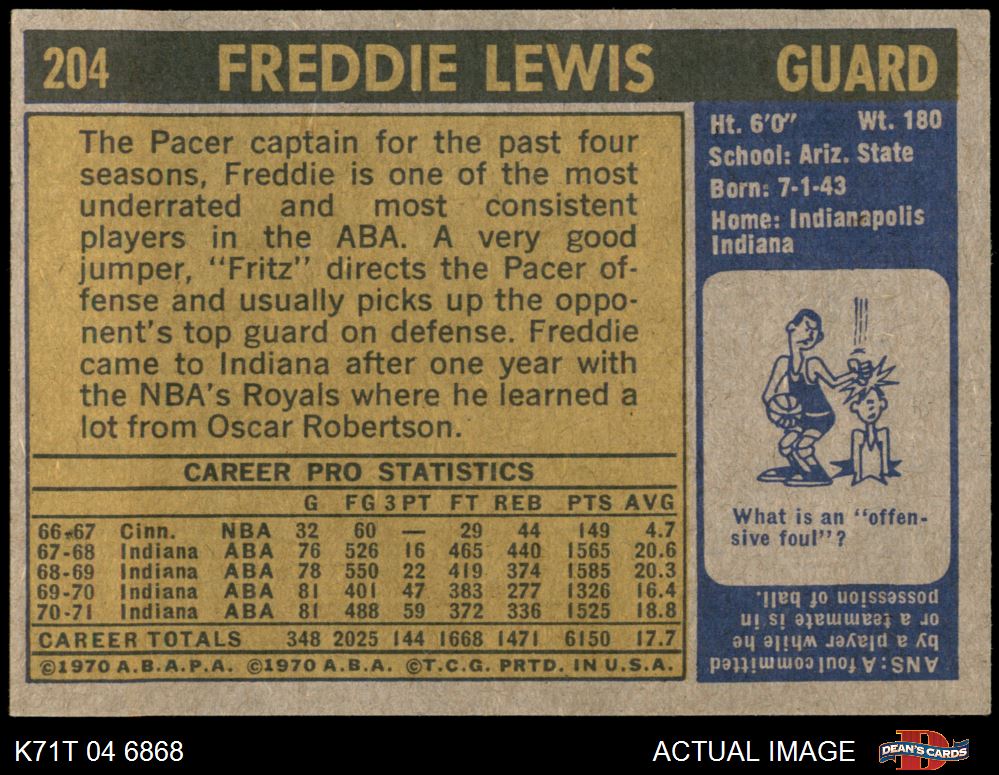 204 FREDDIE LEWIS GUARD
The Pacer captain for the past four
seasons, Freddie is one of the most
underrated and most consistent
players in the ABA. A very good
jumper, "Fritz" directs the Pacer of-
fense and usually picks up the oppo-
nent's top guard on defense. Freddie
came to Indiana after one year with
the NBA's Royals where he learned a
lot from Oscar Robertson.
CAREER PRO STATISTICS
G FG 3PT FT REB PTS AVG
66-67 Cinn. NBA 32 60 — 29 44 149 4.7
67-68 Indiana ABA 76 526 16 465 440 1565 20.6
68-69 Indiana ABA 78 550 22 419 374 1585 20.3
69-70 Indiana ABA 81 401 47 383 277 1326 16.4
70-71 Indiana ABA 81 488 59 372 336 1525 18.8
CAREER TOTALS 348 2025 144 1668 1471 6150 17.7
©1970 A.B.A.P.A. ©1970 A.B.A. ©T.C.G. PRTD. IN U.S.A.
Ht. 6'0" Wt. 180
School: Ariz. State
Born: 7-1-43
Home: Indianapolis
Indiana
What is an "offen-
sive foul"?
ANS: A foul committed
by a player while he
or a teammate is in
possession of ball.
K71T 04 6868 ACTUAL IMAGE
D
DEAN'S CARDS